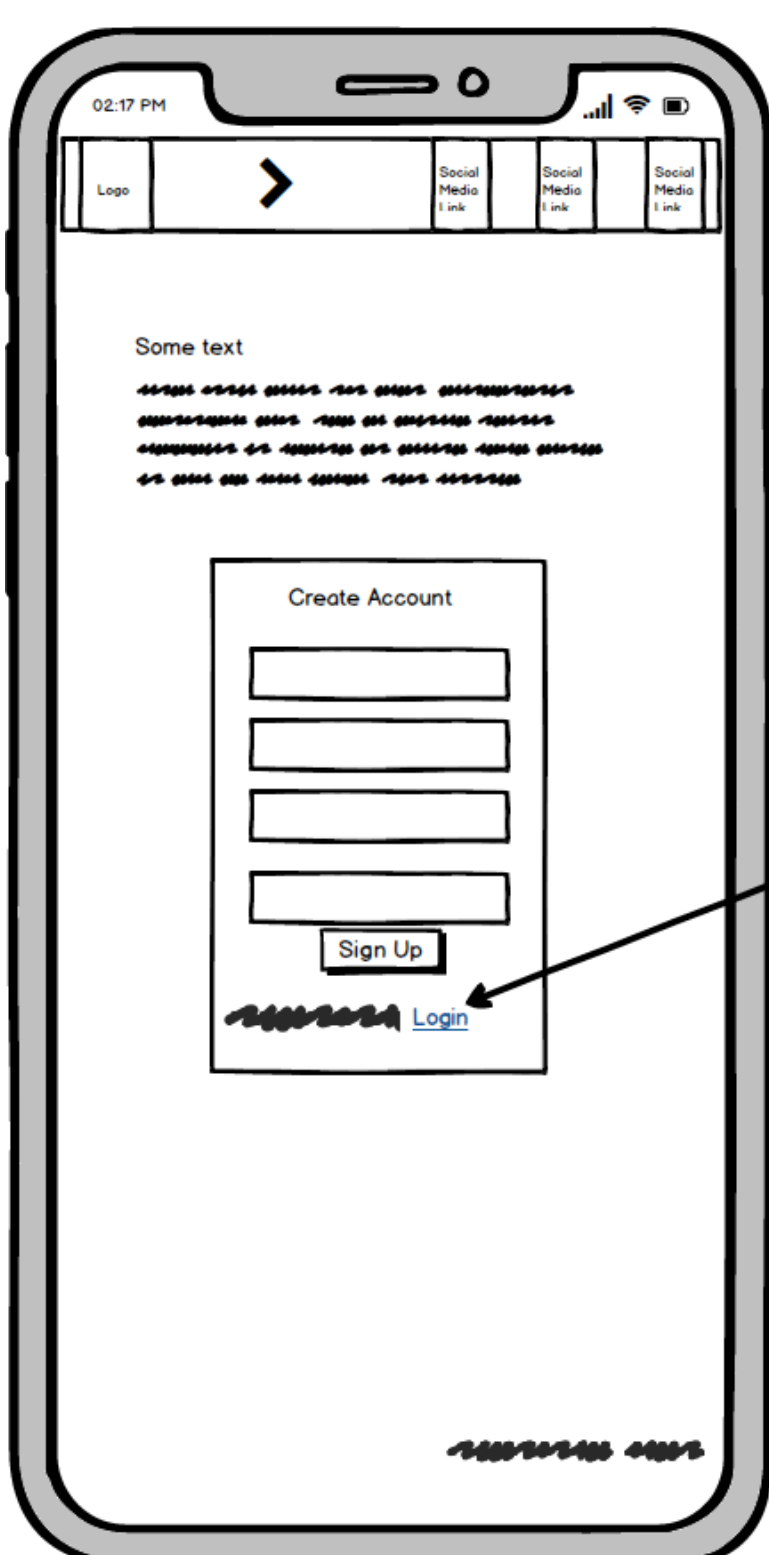 02:17 PM
Logo
Social
Media
Link
Social
Media
Link
Social
Media
Link
Some text
Create Account
Sign Up
Login